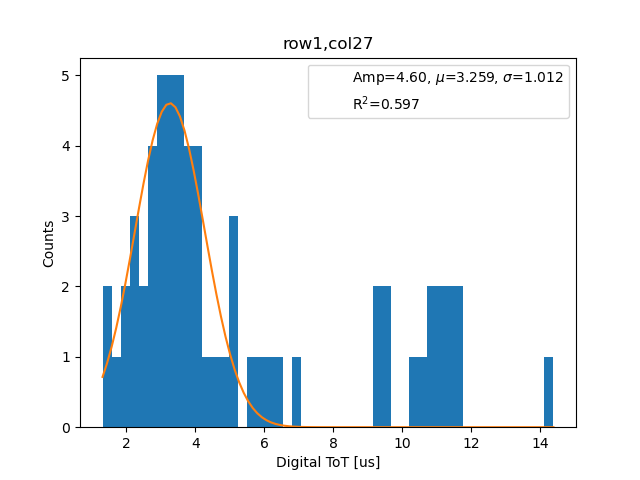 row1,col27
Amp=4.60, μ=3.259, σ=1.012
R²=0.597
5
4
3
2
1
0
Counts
2 4 6 8 10 12 14
Digital ToT [us]